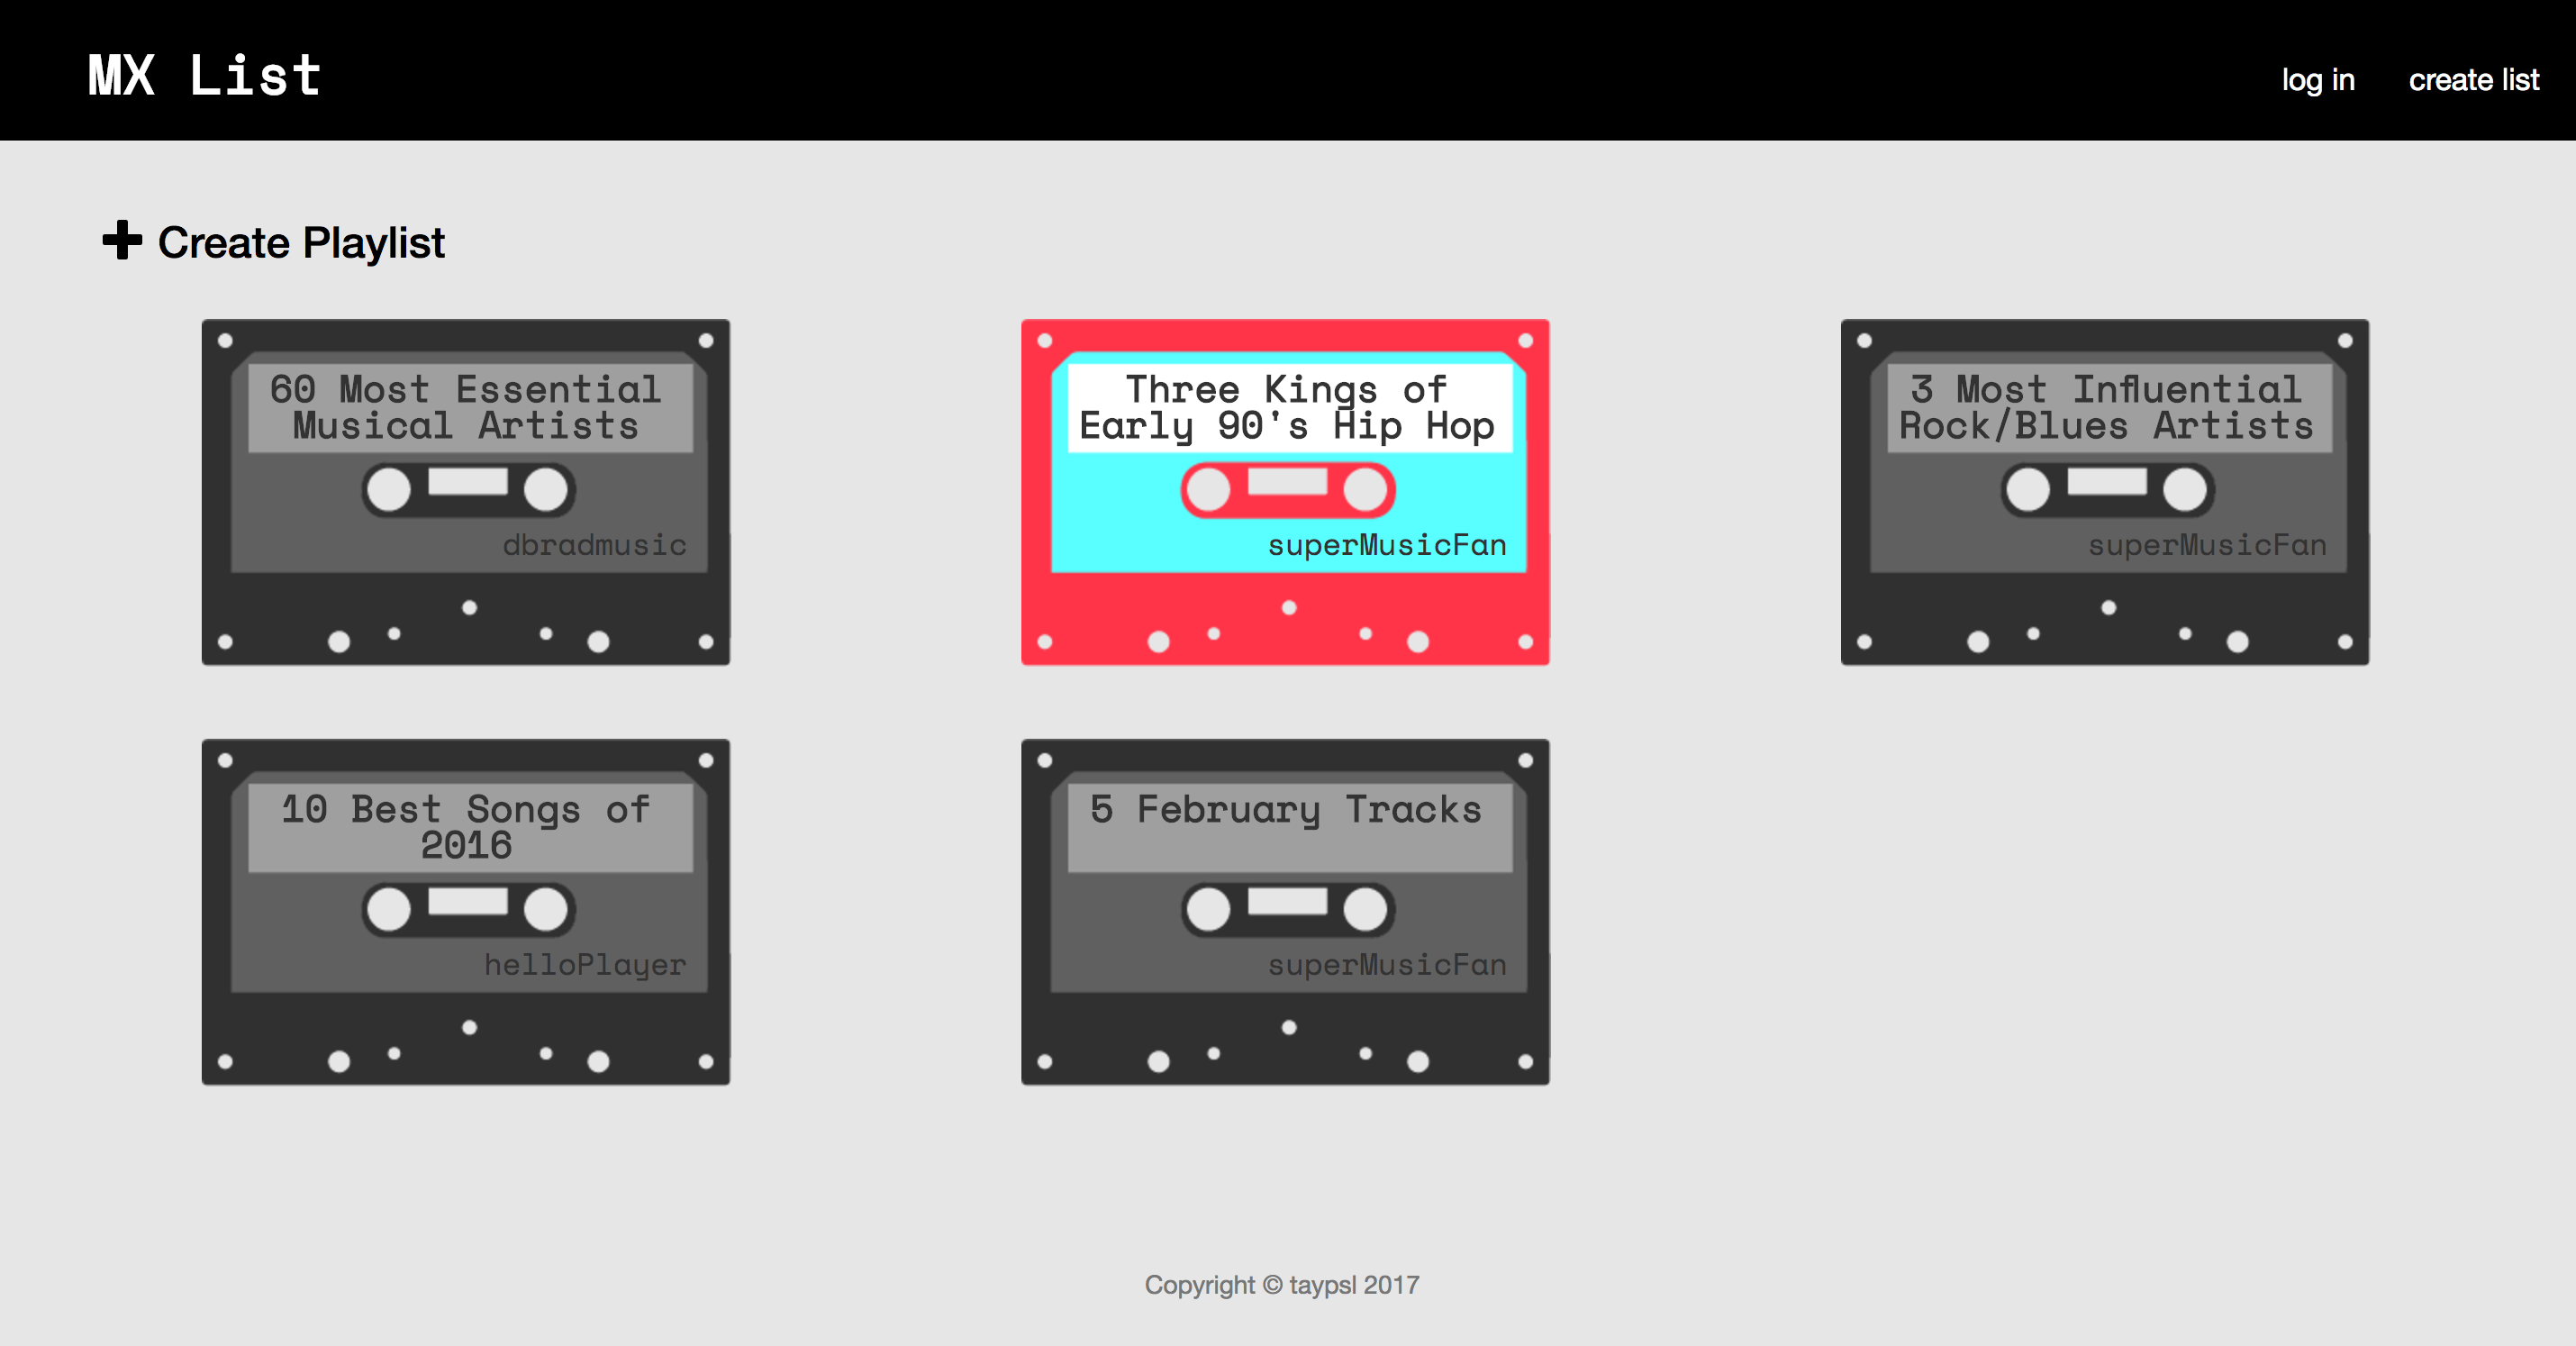 MX List
log in
create list
Create Playlist
60 Most Essential
Musical Artists
dbradmusic
Three Kings of
Early 90's Hip Hop
superMusicFan
3 Most Influential
Rock/Blues Artists
superMusicFan
10 Best Songs of
2016
helloPlayer
5 February Tracks
superMusicFan
Copyright © taypsl 2017